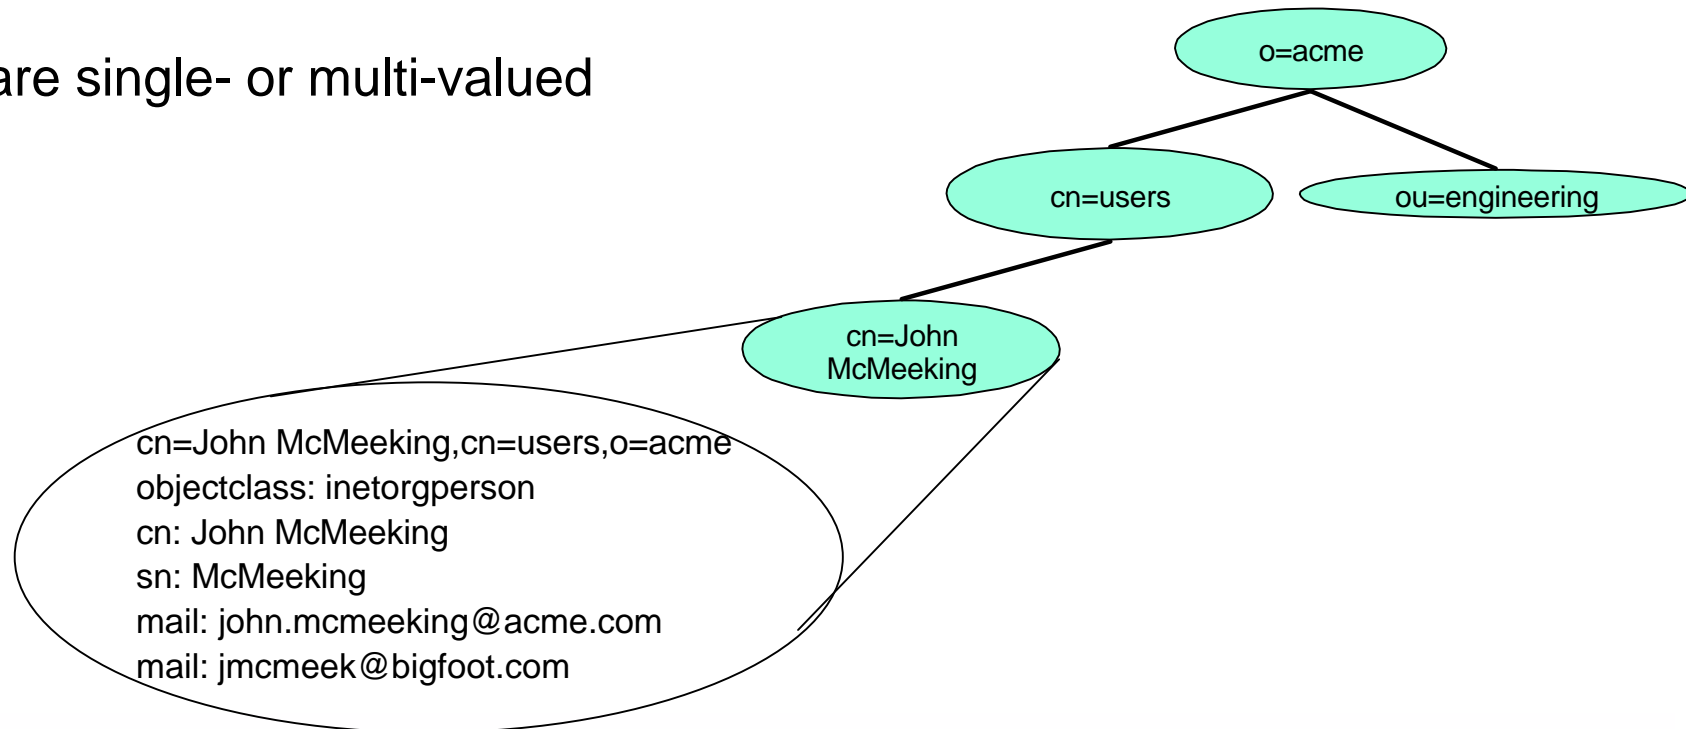 are single- or multi-valued
o=acme
cn=users
ou=engineering
cn=John
McMeeking
cn=John McMeeking,cn=users,o=acme
objectclass: inetorgperson
cn: John McMeeking
sn: McMeeking
mail: john.mcmeeking@acme.com
mail: jmcmeek@bigfoot.com